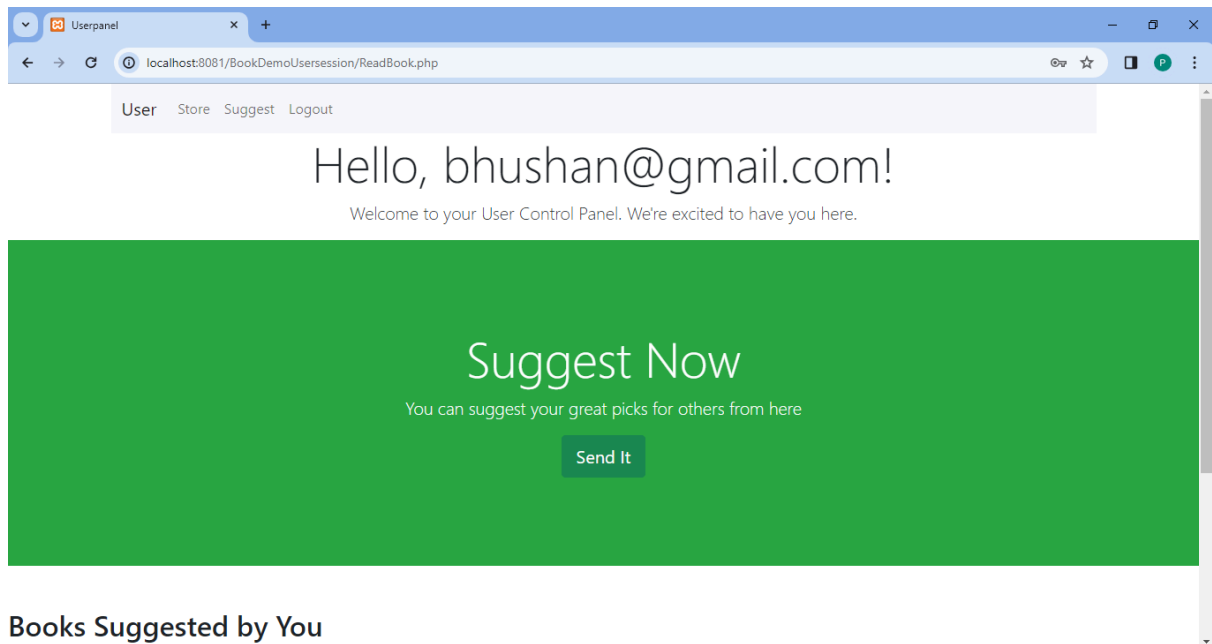 Userpanel
localhost:8081/BookDemoUsersession/ReadBook.php
P
User Store Suggest Logout
Hello, bhushan@gmail.com!
Welcome to your User Control Panel. We're excited to have you here.
Suggest Now
You can suggest your great picks for others from here
Send It
Books Suggested by You